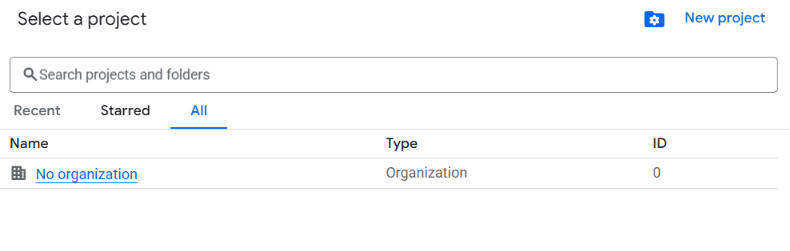 Select a project
New project
Search projects and folders
Recent Starred All
Name Type ID
No organization Organization 0